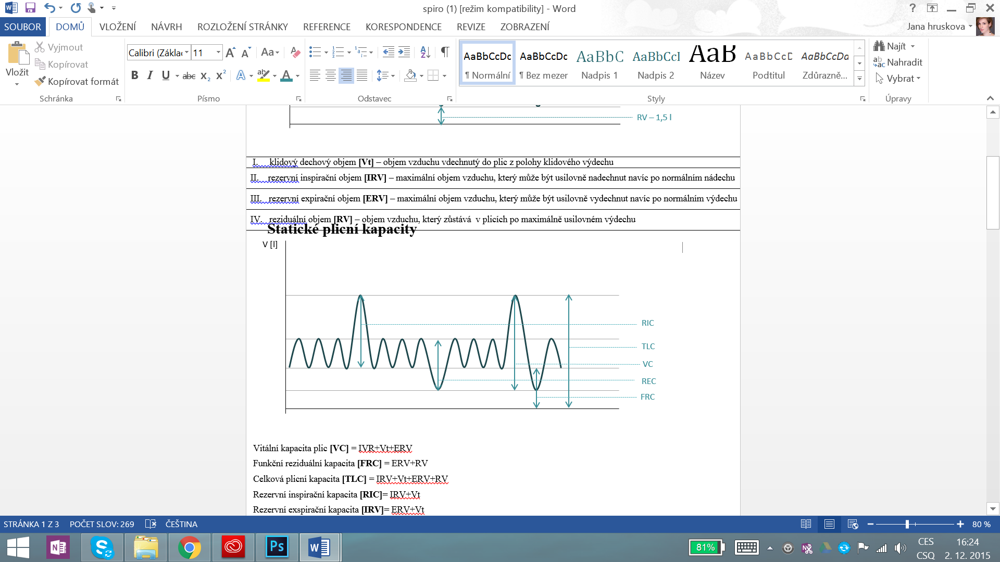 spiro (1) [režim kompatibility] - Word
?
SOUBOR DOMŮ VLOŽENÍ NÁVRH ROZLOŽENÍ STRÁNKY REFERENCE KORESPONDENCE REVIZE ZOBRAZENÍ Jana hruskova
Vložit
Vyjmout
Kopírovat
Kopírovat formát
Schránka
Calibri (Základ 11
Písmo
Odstavec
AaBbCcDc AaBbCcDc AaBbC AaBbCcI AaB AaBbCcD AaBbCcDa
¶ Normální ¶ Bez mezer Nadpis 1 Nadpis 2 Název Podtitul Zdůrazně...
Styly
Najít
Nahradit
Vybrat
Úpravy
RV – 1,5 l
I. klidový dechový objem [Vt] – objem vzduchu vdechnutý do plic z polohy klidového výdechu
II. rezervní inspirační objem [IRV] – maximální objem vzduchu, který může být usilovně nadechnut navíc po normálním nádechu
III. rezervní expirační objem [ERV] – maximální objem vzduchu, který může být usilovně vydechnut navíc po normálním výdechu
IV. reziduální objem [RV] – objem vzduchu, který zůstává v plicích po maximálně usilovném výdechu
Statické plicní kapacity
V [l]
RIC
TLC
VC
REC
FRC
Vitální kapacita plic [VC] = IVR+Vt+ERV
Funkční reziduální kapacita [FRC] = ERV+RV
Celková plicní kapacita [TLC] = IRV+Vt+ERV+RV
Rezervní inspirační kapacita [RIC]= IRV+Vt
Rezervní exspirační kapacita [IRV]= ERV+Vt
STRÁNKA 1 Z 3 POČET SLOV: 269 ČEŠTINA 80 %
81% CES 16:24
CSQ 2. 12. 2015